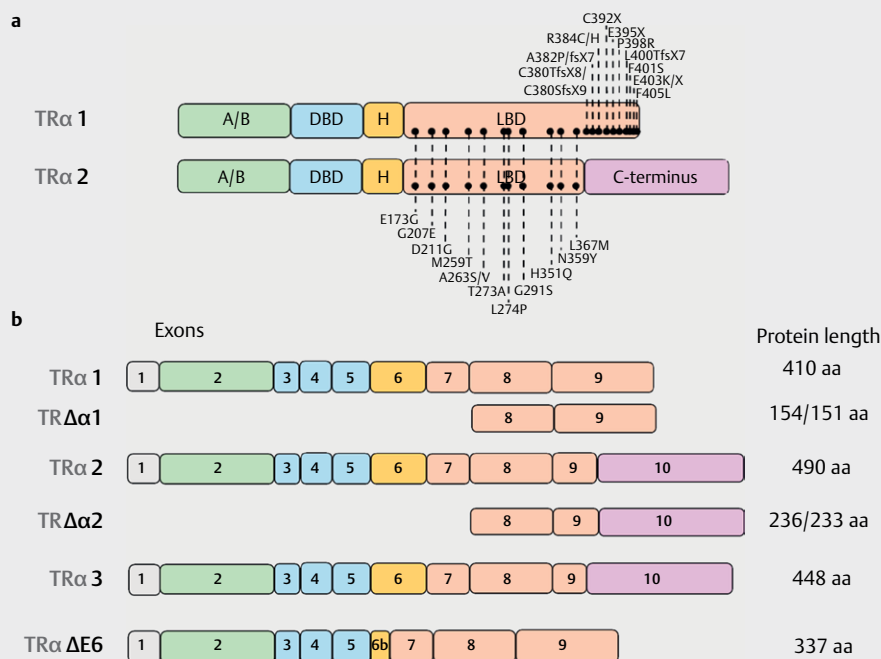 a
C392X
E395X
R384C/H
P398R
A382P/fsX7
L400TfsX7
C380TfsX8/
F401S
C380SfsX9
E403K/X
F405L
TRα 1
A/B DBD H LBD
TRα 2
A/B DBD H LBD C-terminus
E173G
G207E
D211G
L367M
M259T
N359Y
A263S/V
H351Q
T273A
G291S
L274P
b
Exons
Protein length
TRα 1 1 2 3 4 5 6 7 8 9 410 aa
TRΔα1 8 9 154/151 aa
TRα 2 1 2 3 4 5 6 7 8 9 10 490 aa
TRΔα2 8 9 10 236/233 aa
TRα 3 1 2 3 4 5 6 7 8 9 10 448 aa
TRα ΔE6 1 2 3 4 5 6b 7 8 9 337 aa